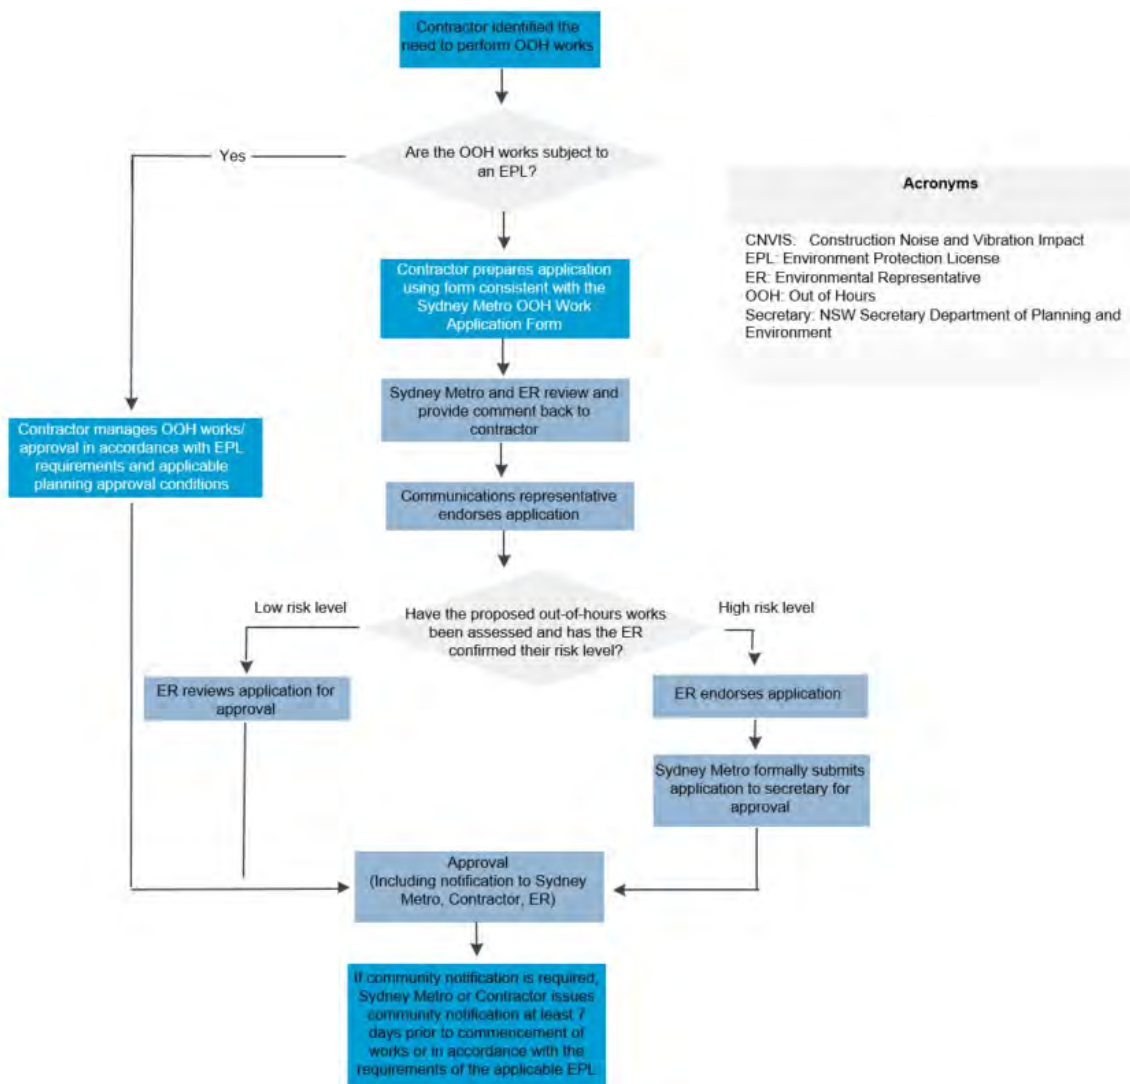 Contractor identified the
need to perform OOH works
Yes
Are the OOH works subject to
an EPL?
Acronyms
CNVIS: Construction Noise and Vibration Impact
EPL: Environment Protection License
ER: Environmental Representative
OOH: Out of Hours
Secretary: NSW Secretary Department of Planning and
Environment
Contractor prepares application
using form consistent with the
Sydney Metro OOH Work
Application Form
Sydney Metro and ER review and
provide comment back to
contractor
Contractor manages OOH works/
approval in accordance with EPL
requirements and applicable
planning approval conditions
Communications representative
endorses application
Low risk level
Have the proposed out-of-hours works
been assessed and has the ER
confirmed their risk level?
High risk level
ER reviews application for
approval
ER endorses application
Sydney Metro formally submits
application to secretary for
approval
Approval
(Including notification to Sydney
Metro, Contractor, ER)
If community notification is required,
Sydney Metro or Contractor issues
community notification at least 7
days prior to commencement of
works or in accordance with the
requirements of the applicable EPL